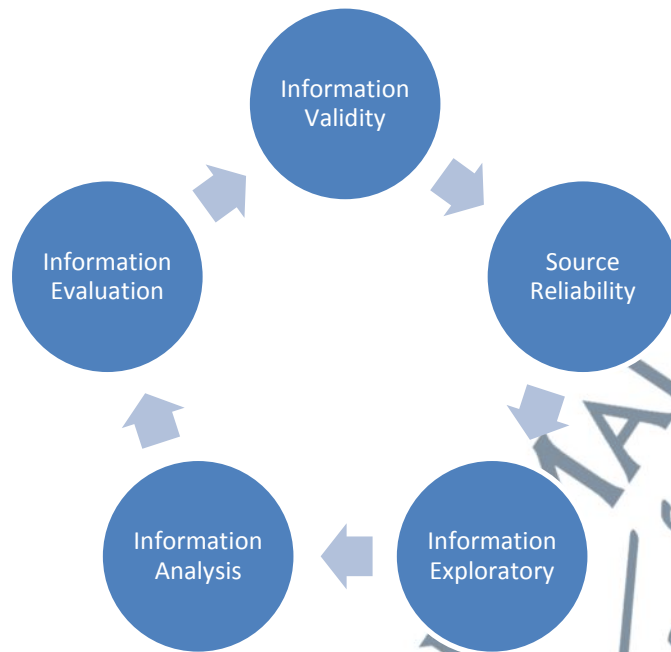 Information
Validity
Source
Reliability
Information
Exploratory
Information
Analysis
Information
Evaluation